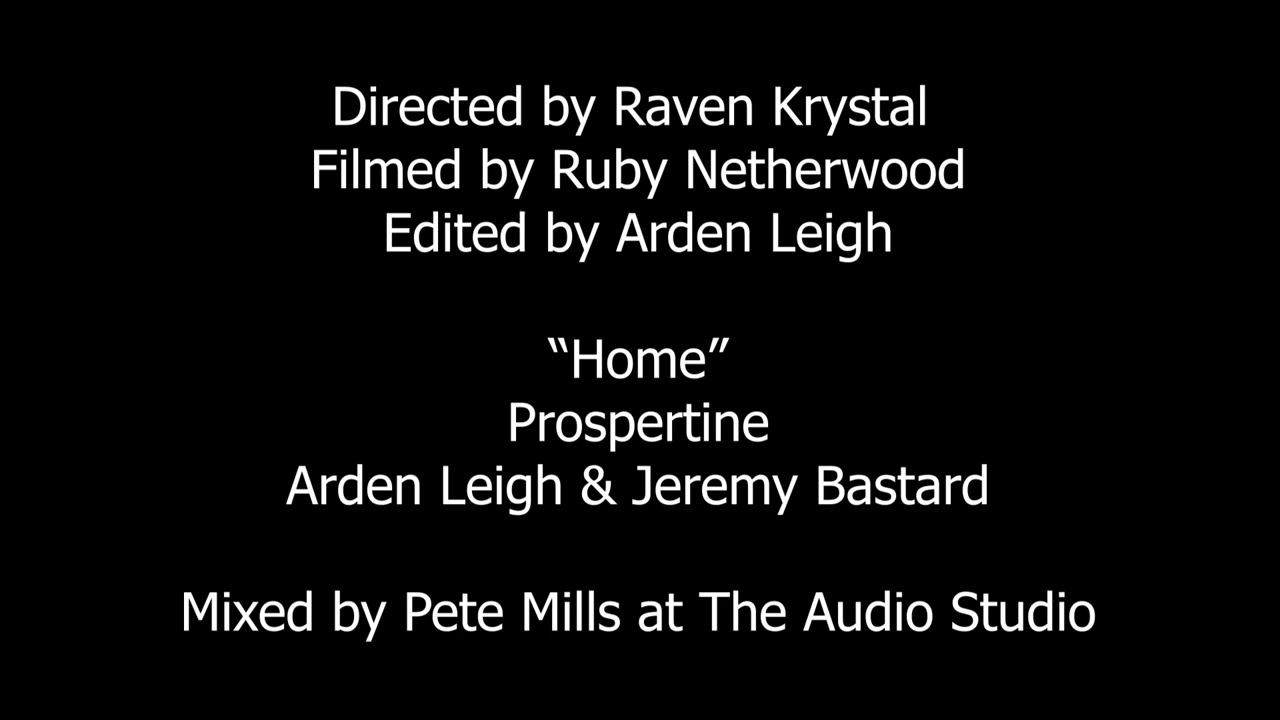 Directed by Raven Krystal
Filmed by Ruby Netherwood
Edited by Arden Leigh
“Home”
Prospertine
Arden Leigh & Jeremy Bastard
Mixed by Pete Mills at The Audio Studio